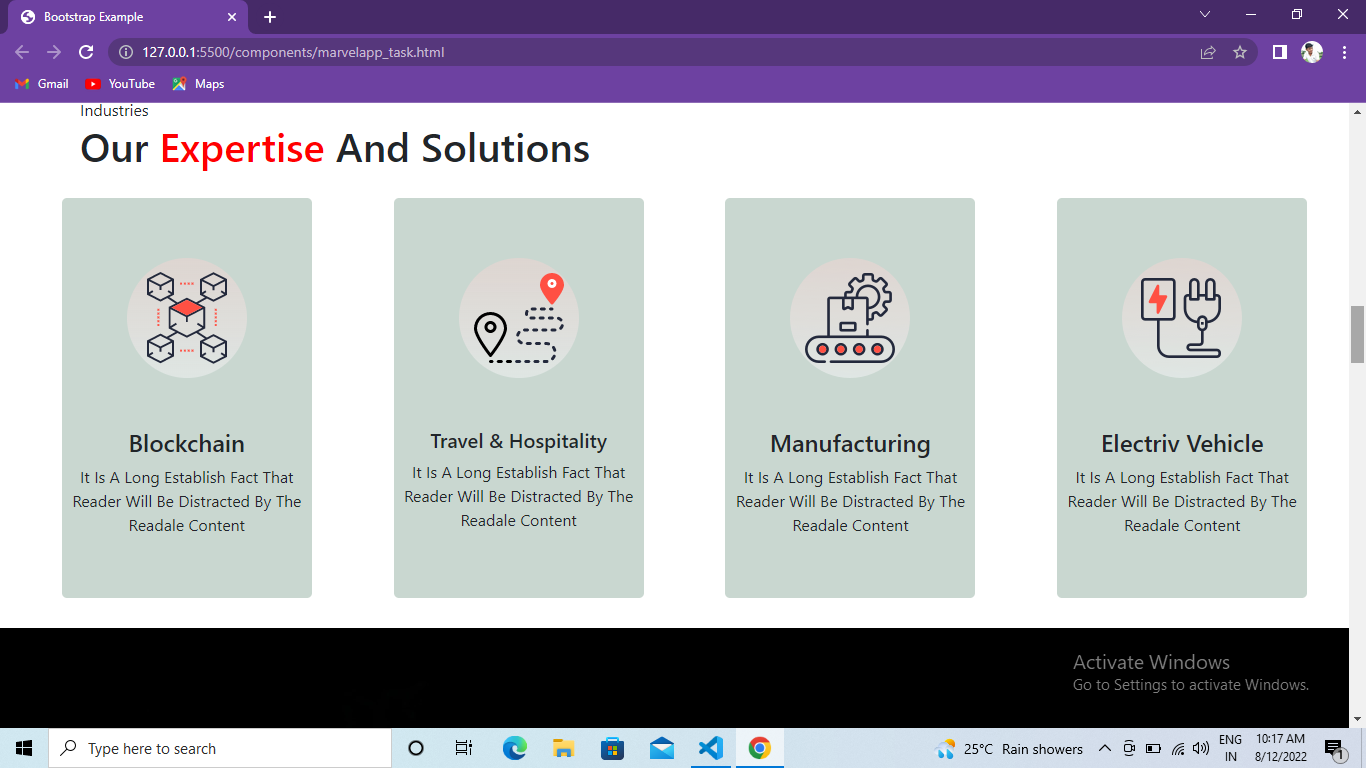 Bootstrap Example
127.0.0.1:5500/components/marvelapp_task.html
Gmail
YouTube
Maps
Industries
Our Expertise And Solutions
Blockchain
It Is A Long Establish Fact That
Reader Will Be Distracted By The
Readale Content
Travel & Hospitality
It Is A Long Establish Fact That
Reader Will Be Distracted By The
Readale Content
Manufacturing
It Is A Long Establish Fact That
Reader Will Be Distracted By The
Readale Content
Electriv Vehicle
It Is A Long Establish Fact That
Reader Will Be Distracted By The
Readale Content
Activate Windows
Go to Settings to activate Windows.
Type here to search
25°C Rain showers
ENG
IN
10:17 AM
8/12/2022
1